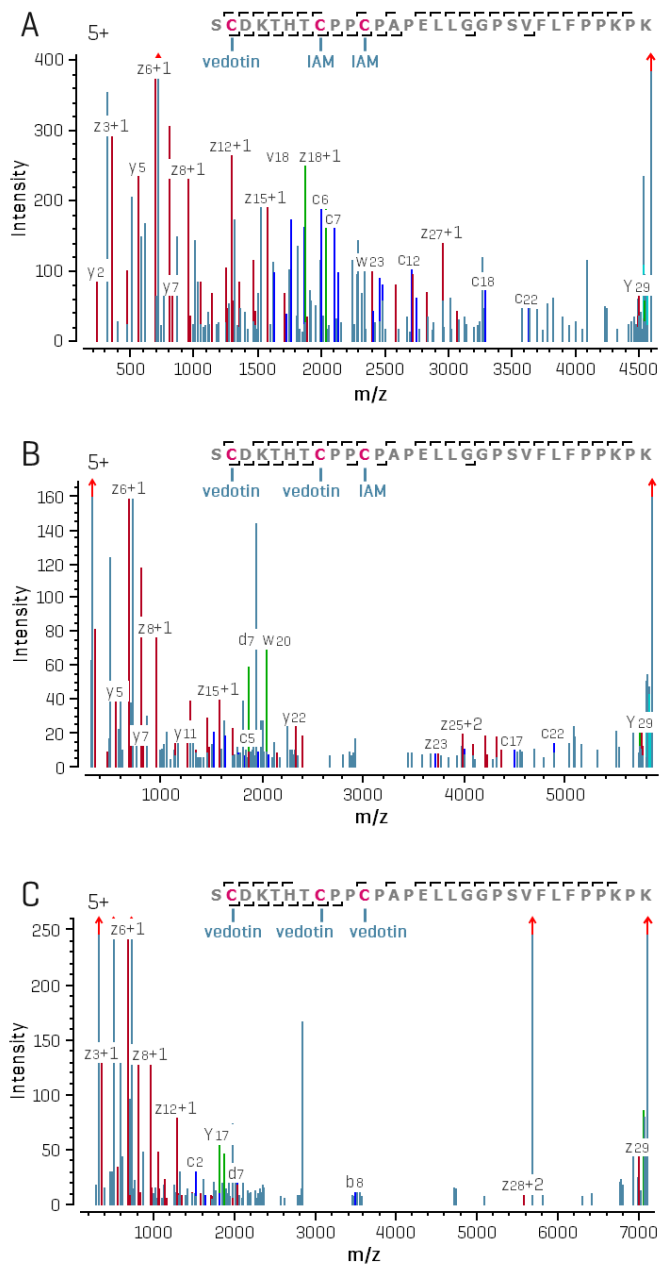 A
5+
SCDKTHTCPPCPAPELLGGPSVFLFPPKPK
vedotin IAM IAM
Intensity
400
300
200
100
0
z6+1
z3+1
y5
z8+1
z12+1
v18
z18+1
z15+1
c6
c7
z27+1
y2
y7
w23
c12
c18
c22
Y29
500 1000 1500 2000 2500 3000 3500 4000 4500
m/z
B
5+
SCDKTHTCPPCPAPELLGGPSVFLFPPKPK
vedotin vedotin IAM
Intensity
160
140
120
100
80
60
40
20
0
z6+1
z8+1
d7
w20
y5
z15+1
y7
y11
c5
y22
z23
z25+2
c17
c22
Y29
1000 2000 3000 4000 5000
m/z
C
5+
SCDKTHTCPPCPAPELLGGPSVFLFPPKPK
vedotin vedotin vedotin
Intensity
250
200
150
100
50
0
z6+1
z3+1
z8+1
z12+1
Y17
c2
d7
b8
z28+2
z29
1000 2000 3000 4000 5000 6000 7000
m/z